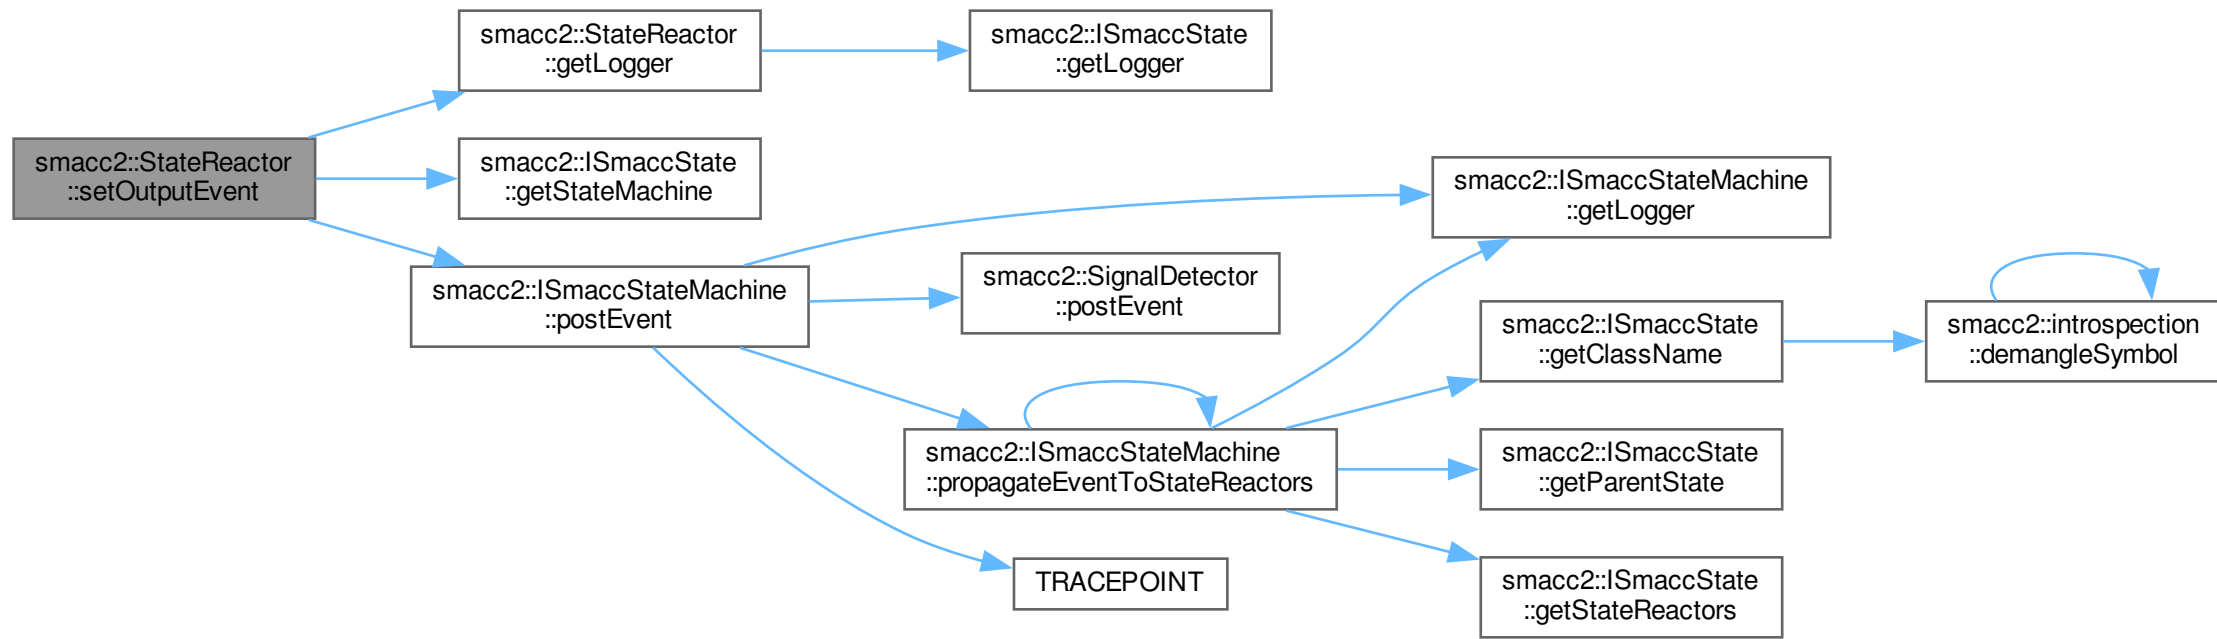 smacc2::StateReactor
::setOutputEvent
smacc2::StateReactor
::getLogger
smacc2::ISmaccState
::getLogger
smacc2::ISmaccState
::getStateMachine
smacc2::ISmaccStateMachine
::postEvent
smacc2::ISmaccStateMachine
::getLogger
smacc2::SignalDetector
::postEvent
smacc2::ISmaccStateMachine
::propagateEventToStateReactors
smacc2::ISmaccState
::getClassName
smacc2::introspection
::demangleSymbol
smacc2::ISmaccState
::getParentState
smacc2::ISmaccState
::getStateReactors
TRACEPOINT